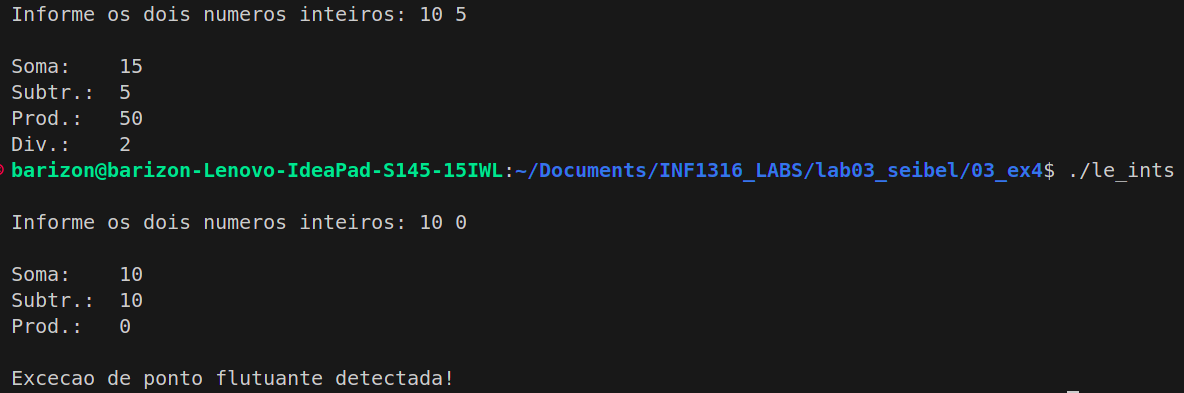 Informe os dois numeros inteiros: 10 5
Soma:    15
Subtr.:  5
Prod.:   50
Div.:    2
barizon@barizon-Lenovo-IdeaPad-S145-15IWL:~/Documents/INF1316_LABS/lab03_seibel/03_ex4$ ./le_ints
Informe os dois numeros inteiros: 10 0
Soma:    10
Subtr.:  10
Prod.:   0
Excecao de ponto flutuante detectada!